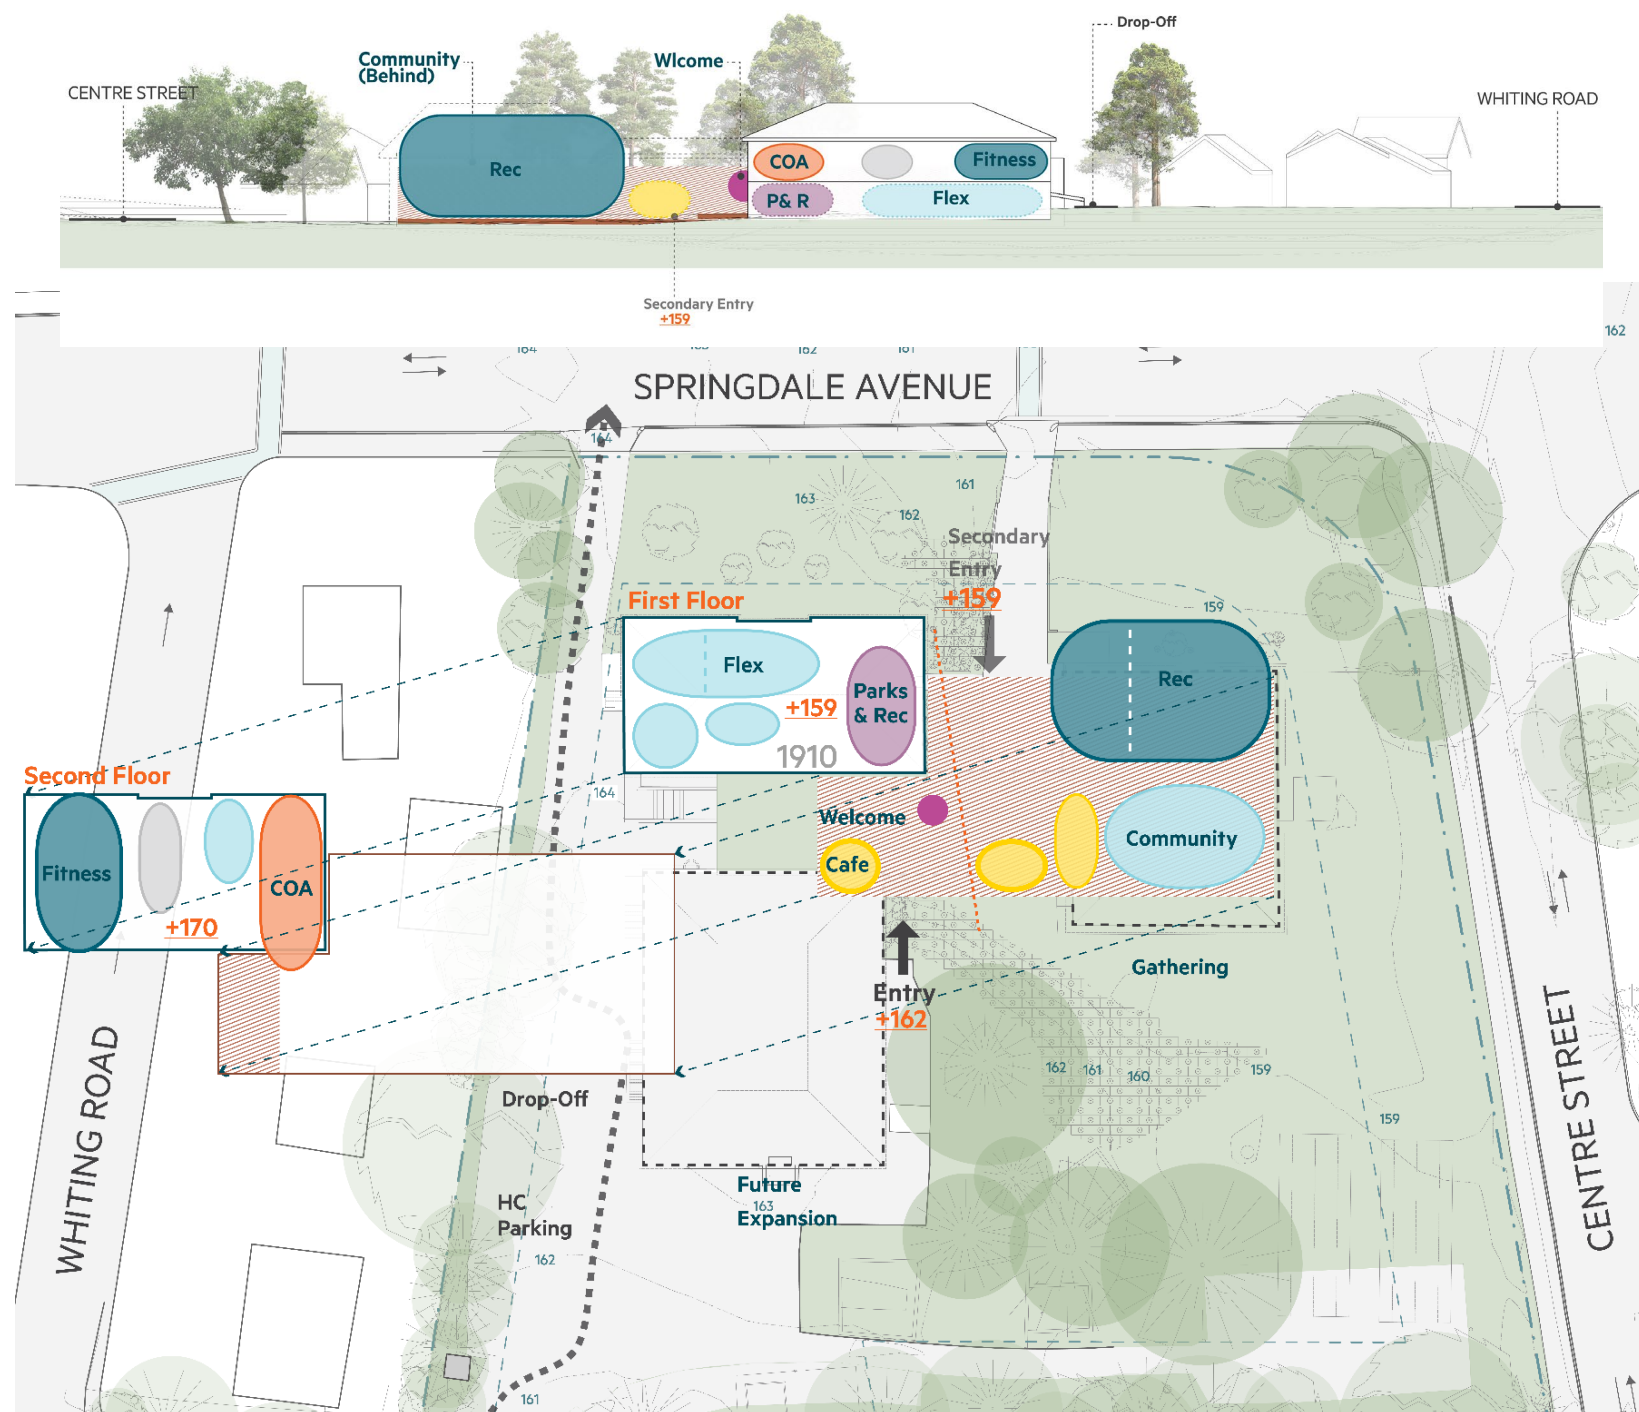 Drop-Off
Community
(Behind)
Wlcome
CENTRE STREET
WHITING ROAD
Rec
COA
Fitness
P& R
Flex
Secondary Entry
+159
162
164
162
161
SPRINGDALE AVENUE
164
163
161
162
Secondary
Entry
+159
159
First Floor
Flex
Parks
& Rec
+159
1910
Rec
Second Floor
164
Welcome
Cafe
Community
Fitness
COA
+170
Gathering
Entry
+162
162
161
160
159
Drop-Off
159
WHITING ROAD
CENTRE STREET
HC
Parking
Future
163
Expansion
162
161